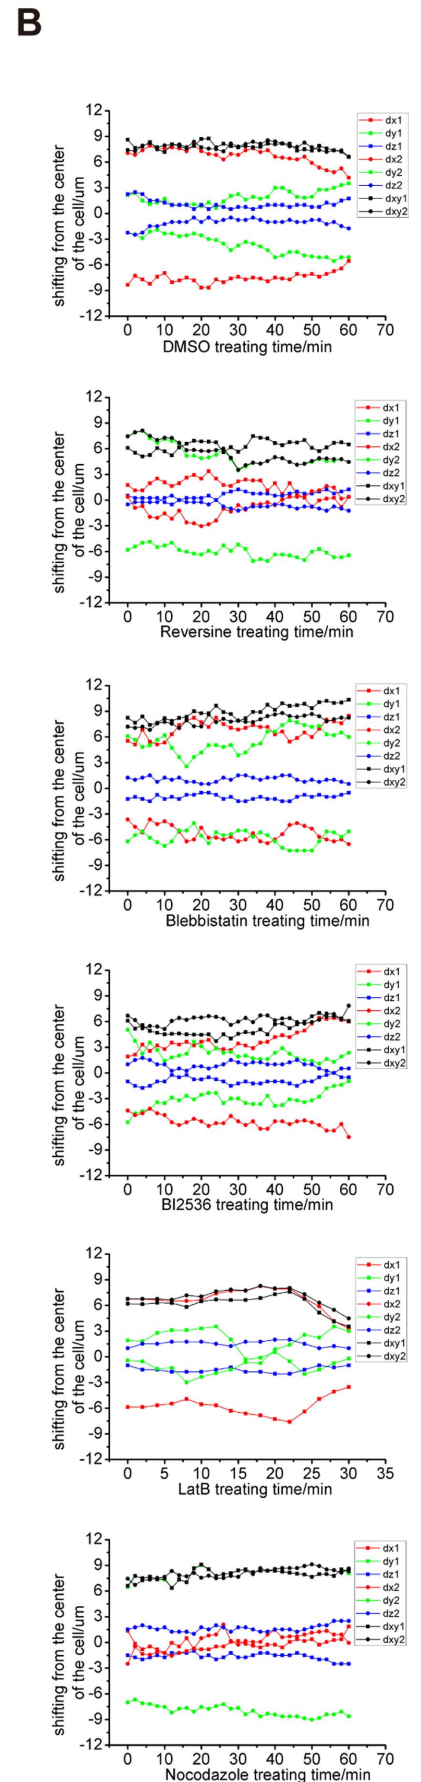 B
12
9
6
3
0
-3
-6
-9
-12
shifting from the center
of the cell/um
0 10 20 30 40 50 60 70
DMSO treating time/min
dx1
dy1
dz1
dx2
dy2
dz2
dxy1
dxy2
12
9
6
3
0
-3
-6
-9
-12
shifting from the center
of the cell/um
0 10 20 30 40 50 60 70
Reversine treating time/min
dx1
dy1
dz1
dx2
dy2
dz2
dxy1
dxy2
12
9
6
3
0
-3
-6
-9
-12
shifting from the center
of the cell/um
0 10 20 30 40 50 60 70
Blebbistatin treating time/min
dx1
dy1
dz1
dx2
dy2
dz2
dxy1
dxy2
12
9
6
3
0
-3
-6
-9
-12
shifting from the center
of the cell/um
0 10 20 30 40 50 60 70
BI2536 treating time/min
dx1
dy1
dz1
dx2
dy2
dz2
dxy1
dxy2
12
9
6
3
0
-3
-6
-9
-12
shifting from the center
of the cell/um
0 5 10 15 20 25 30 35
LatB treating time/min
dx1
dy1
dz1
dx2
dy2
dz2
dxy1
dxy2
12
9
6
3
0
-3
-6
-9
-12
shifting from the center
of the cell/um
0 10 20 30 40 50 60 70
Nocodazole treating time/min
dx1
dy1
dz1
dx2
dy2
dz2
dxy1
dxy2